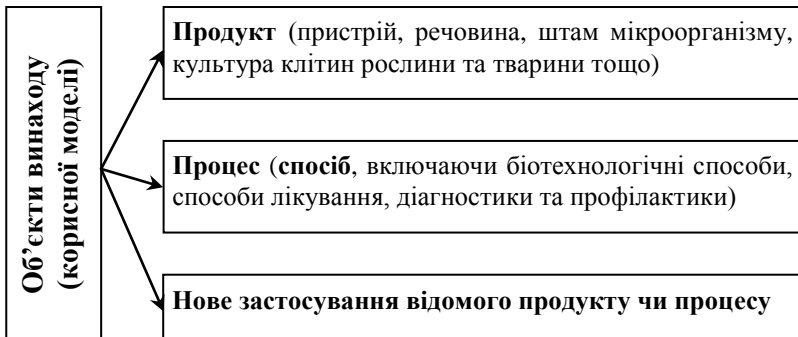 Об’єкти винаходу
(корисної моделі)
Продукт (пристрій, речовина, штам мікроорганізму,
культура клітин рослини та тварини тощо)
Процес (спосіб, включаючи біотехнологічні способи,
способи лікування, діагностики та профілактики)
Нове застосування відомого продукту чи процесу